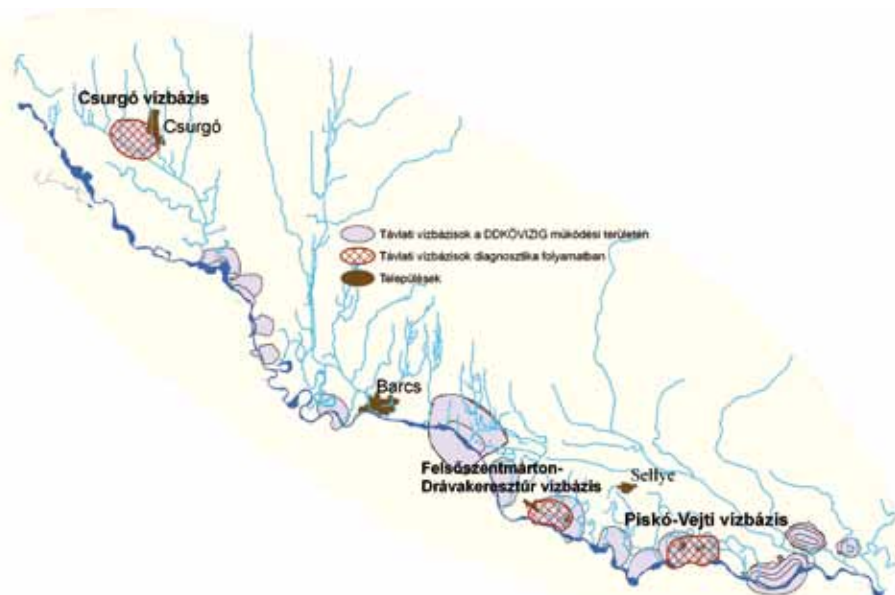 Csurgó vízbázis
Csurgó
Távlati vízbázisok a DDKÖVIZIG működési területén
Távlati vízbázisok diagnosztika folyamatban
Települések
Barcs
Felsőszentmárton-
Drávakeresztúr vízbázis
Sellye
Piskó-Vejti vízbázis